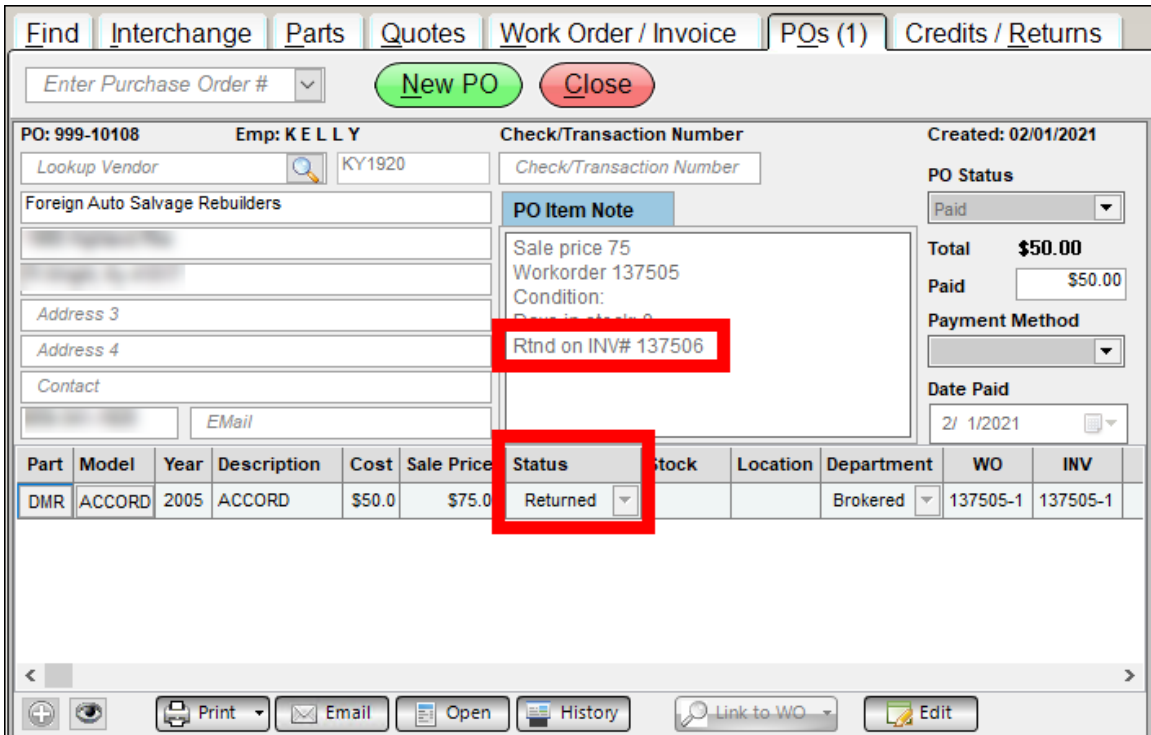 Find Interchange Parts Quotes Work Order / Invoice POs (1) Credits / Returns
Enter Purchase Order # New PO Close
PO: 999-10108 Emp: K E L L Y Check/Transaction Number Created: 02/01/2021
Lookup Vendor KY1920 Check/Transaction Number
PO Status
Foreign Auto Salvage Rebuilders
PO Item Note
Paid
Sale price 75
Total $50.00
Workorder 137505
Paid $50.00
Condition:
Address 3
Payment Method
Rtnd on INV# 137506
Address 4
Contact
Date Paid
EMail
2/ 1/2021
Part Model Year Description Cost Sale Price Status Stock Location Department WO INV
DMR ACCORD 2005 ACCORD $50.0 $75.0 Returned Brokered 137505-1 137505-1
Print Email Open History Link to WO Edit